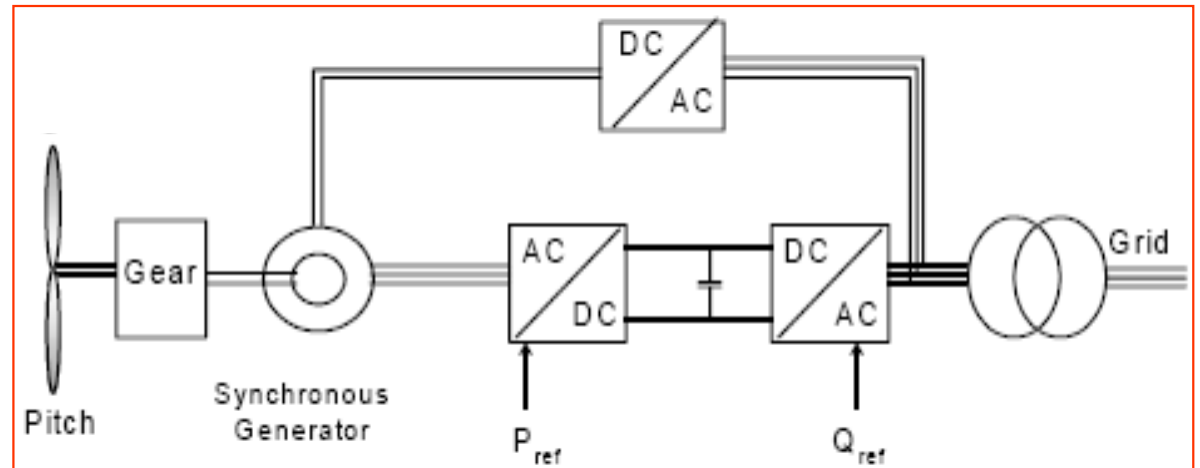 DC
AC
Gear
AC
DC
DC
AC
Grid
Pitch
Synchronous
Generator
Pref
Qref